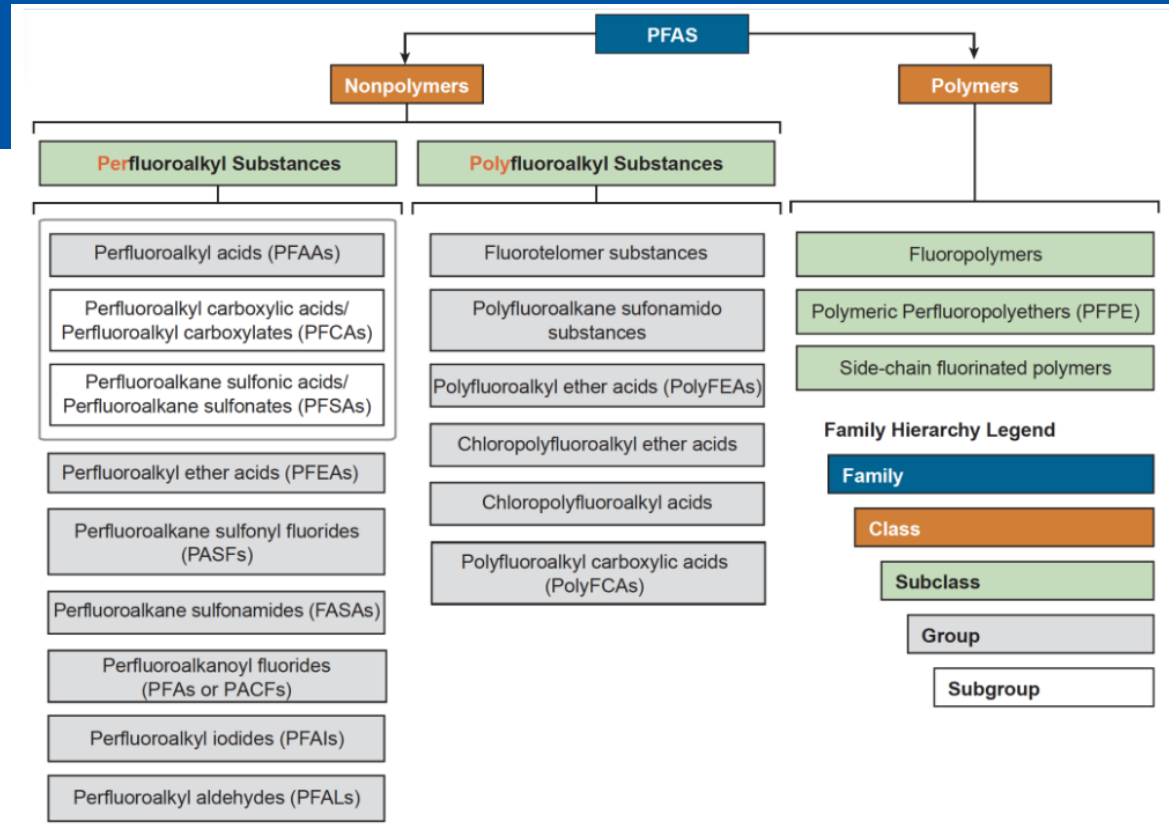 PFAS
Nonpolymers
Polymers
Perfluoroalkyl Substances
Polyfluoroalkyl Substances
Perfluoroalkyl acids (PFAAs)
Perfluoroalkyl carboxylic acids/
Perfluoroalkyl carboxylates (PFCAs)
Perfluoroalkane sulfonic acids/
Perfluoroalkane sulfonates (PFSAs)
Perfluoroalkyl ether acids (PFEAs)
Perfluoroalkane sulfonyl fluorides
(PASFs)
Perfluoroalkane sulfonamides (FASAs)
Perfluoroalkanoyl fluorides
(PFAs or PACFs)
Perfluoroalkyl iodides (PFAIs)
Perfluoroalkyl aldehydes (PFALs)
Fluorotelomer substances
Polyfluoroalkane sufonamido
substances
Polyfluoroalkyl ether acids (PolyFEAs)
Chloropolyfluoroalkyl ether acids
Chloropolyfluoroalkyl acids
Polyfluoroalkyl carboxylic acids
(PolyFCAs)
Fluoropolymers
Polymeric Perfluoropolyethers (PFPE)
Side-chain fluorinated polymers
Family Hierarchy Legend
Family
Class
Subclass
Group
Subgroup